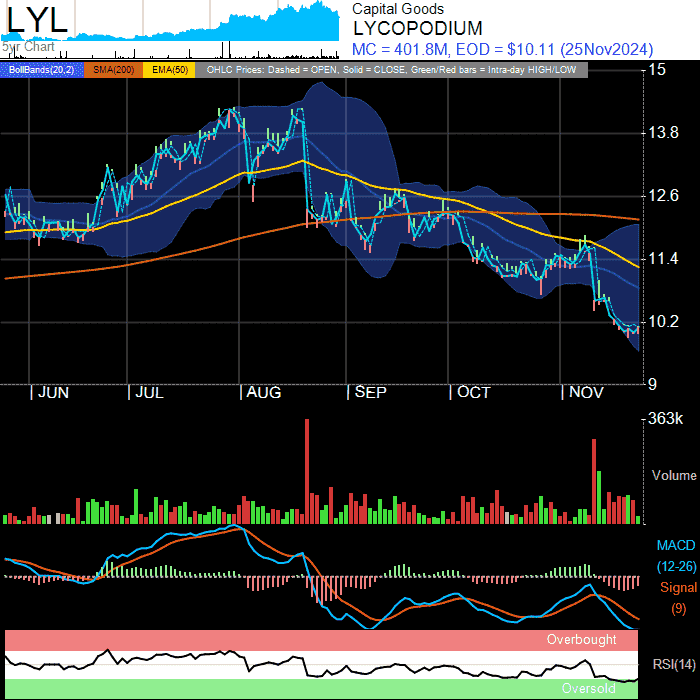 LYL
Capital Goods
LYCOPODIUM
MC = 401.8M, EOD = $10.11 (25Nov2024)
5yr Chart
BollBands(20,2) SMA(200) EMA(50) OHLC Prices: Dashed = OPEN, Solid = CLOSE, Green/Red bars = Intra-day HIGH/LOW
15
13.8
12.6
11.4
10.2
9
JUN JUL AUG SEP OCT NOV
363k
Volume
MACD
(12-26)
Signal
(9)
Overbought
RSI(14)
Oversold